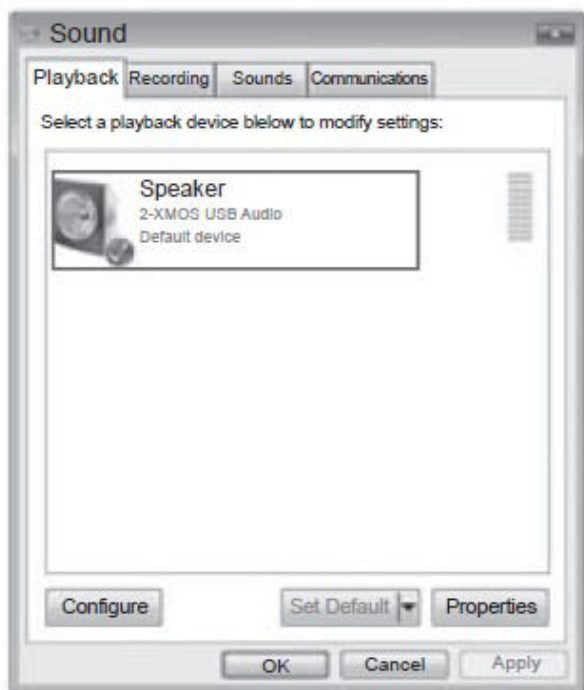 Sound
Playback Recording Sounds Communications
Select a playback device blelow to modify settings:
Speaker
2-XMOS USB Audio
Default device
Configure Set Default Properties
OK Cancel Apply